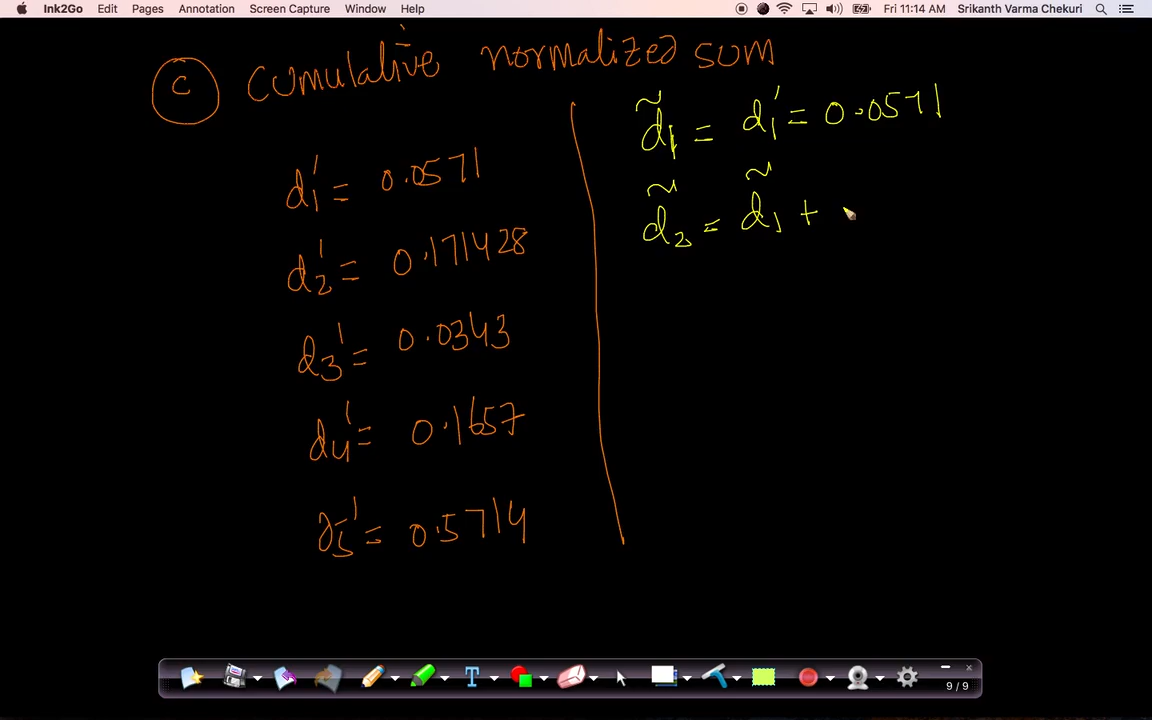 Ink2Go File Edit Pages Annotation Screen Capture Window Help Fri 11:14 AM Srikanth Varma Chekuri
C Cumulative normalized sum
d1' = 0.0571
d2' = 0.171428
d3' = 0.0343
d4' = 0.1657
d5' = 0.5714
d̃1 = d1' = 0.0571
d̃2 = d̃1 +
T
9/9